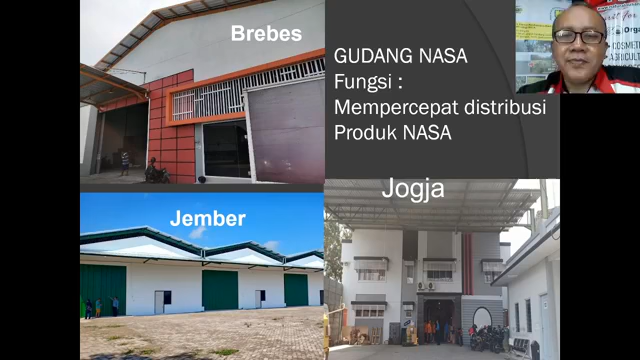 Brebes
GUDANG NASA
Fungsi :
Mempercepat distribusi
Produk NASA
Jember
Jogja